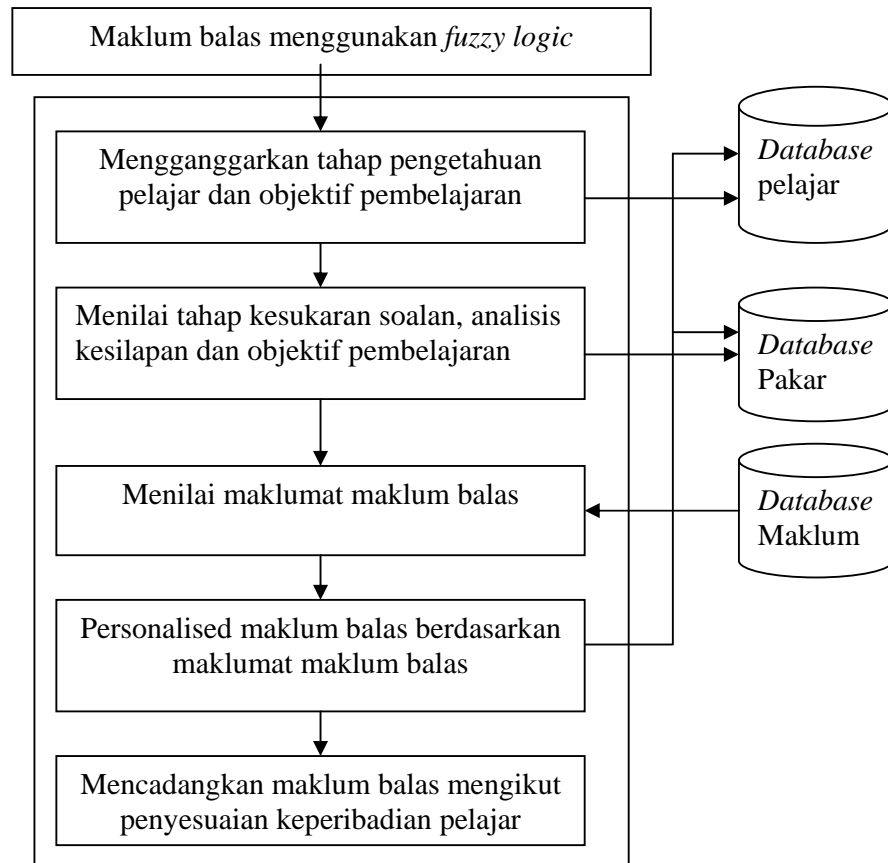 Maklum balas menggunakan fuzzy logic
Mengganggarkan tahap pengetahuan
pelajar dan objektif pembelajaran
Database
pelajar
Menilai tahap kesukaran soalan, analisis
kesilapan dan objektif pembelajaran
Database
Pakar
Menilai maklumat maklum balas
Database
Maklum
Personalised maklum balas berdasarkan
maklumat maklum balas
Mencadangkan maklum balas mengikut
penyesuaian keperibadian pelajar